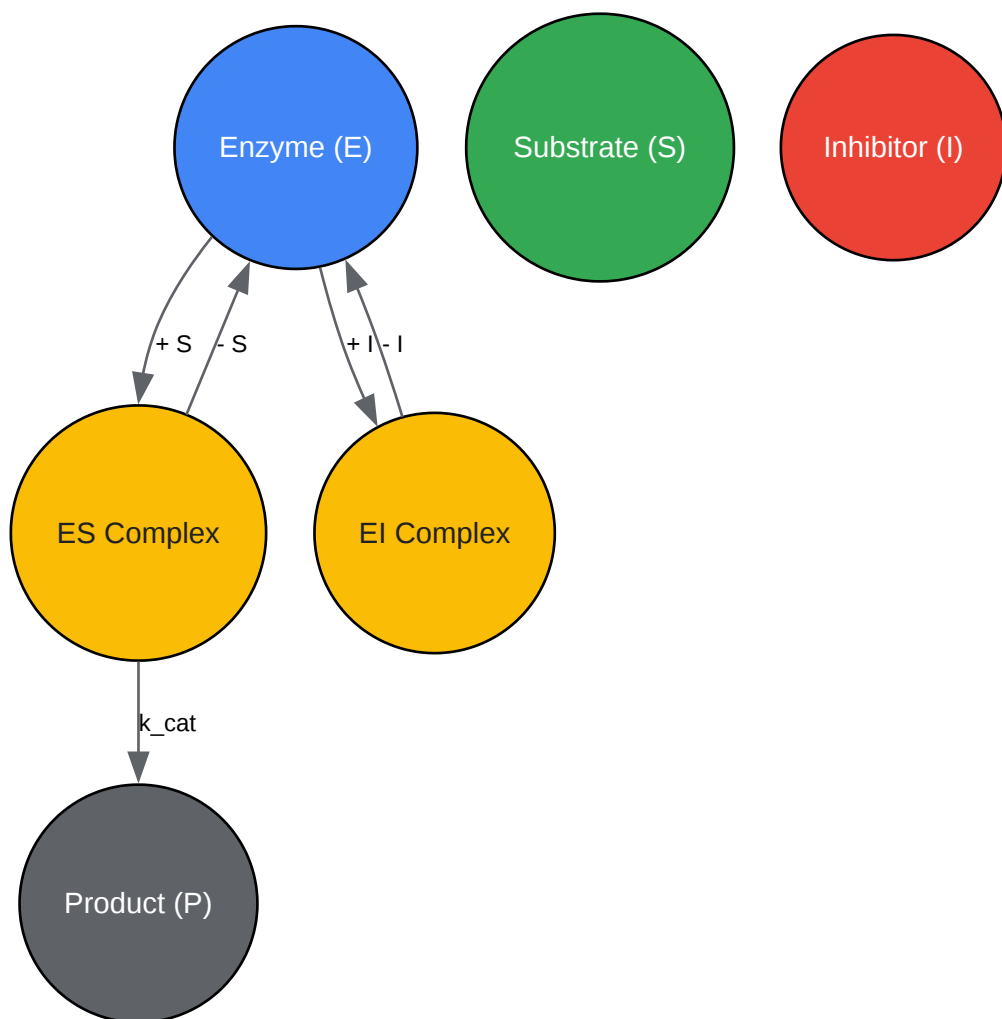 Enzyme (E)
Substrate (S)
Inhibitor (I)
+ S
- S
+ I
- I
ES Complex
EI Complex
k_cat
Product (P)